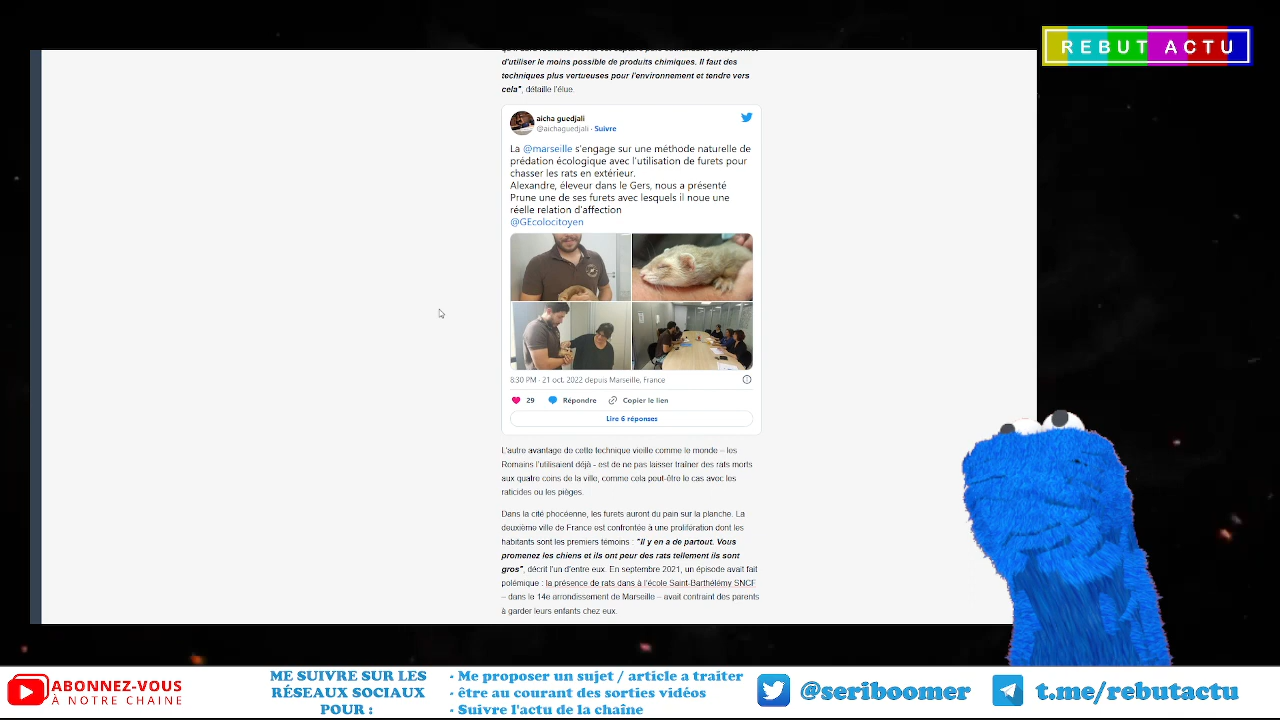 REBUT ACTU
d'utiliser le moins possible de produits chimiques. Il faut des
techniques plus vertueuses pour l'environnement et tendre vers
cela", détaille l'élue.
aicha guedjali
@aichaguedjali · Suivre
La @marseille s'engage sur une méthode naturelle de
prédation écologique avec l'utilisation de furets pour
chasser les rats en extérieur.
Alexandre, éleveur dans le Gers, nous a présenté
Prune une de ses furets avec lesquels il noue une
réelle relation d'affection
@GEcolocitoyen
8:30 PM · 21 oct. 2022 depuis Marseille, France
29 Répondre Copier le lien
Lire 6 réponses
L'autre avantage de cette technique vieille comme le monde – les
Romains l'utilisaient déjà - est de ne pas laisser traîner des rats morts
aux quatre coins de la ville, comme cela peut-être le cas avec les
raticides ou les pièges.
Dans la cité phocéenne, les furets auront du pain sur la planche. La
deuxième ville de France est confrontée à une prolifération dont les
habitants sont les premiers témoins : "Il y en a de partout. Vous
promenez les chiens et ils ont peur des rats tellement ils sont
gros", décrit l'un d'entre eux. En septembre 2021, un épisode avait fait
polémique : la présence de rats dans à l'école Saint-Barthélémy SNCF
– dans le 14e arrondissement de Marseille – avait contraint des parents
à garder leurs enfants chez eux.
ABONNEZ-VOUS
À NOTRE CHAINE
ME SUIVRE SUR LES
RÉSEAUX SOCIAUX
POUR :
- Me proposer un sujet / article a traiter
- être au courant des sorties vidéos
- Suivre l'actu de la chaîne
@seriboomer
t.me/rebutactu